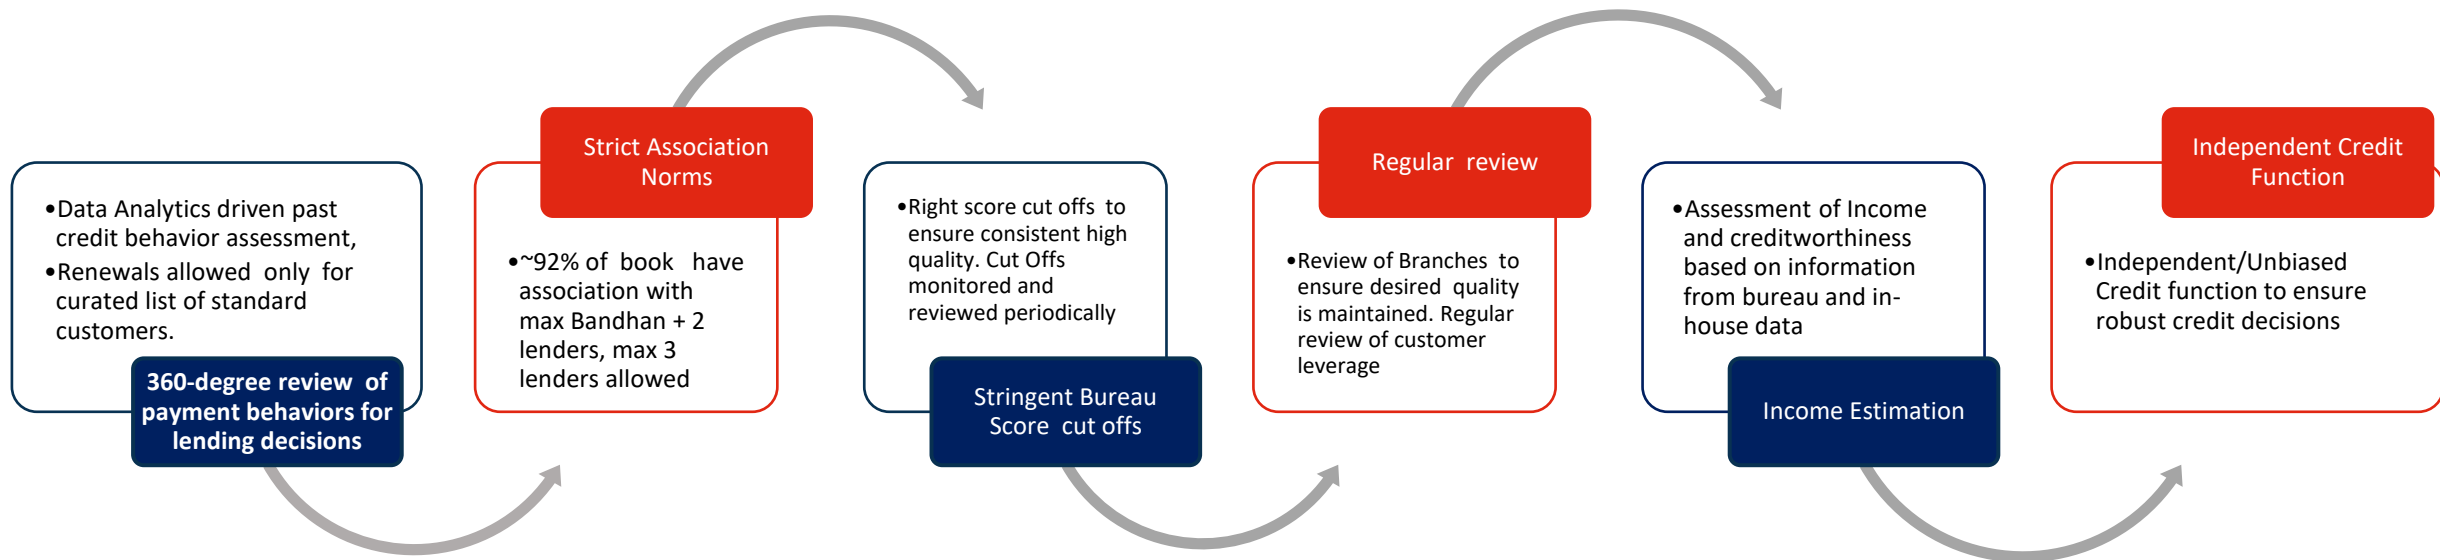 •Data Analytics driven past
credit behavior assessment,
•Renewals allowed only for
curated list of standard
customers.
360-degree review of
payment behaviors for
lending decisions
Strict Association
Norms
•~92% of book have
association with
max Bandhan + 2
lenders, max 3
lenders allowed
•Right score cut offs to
ensure consistent high
quality. Cut Offs
monitored and
reviewed periodically
Stringent Bureau
Score cut offs
Regular review
•Review of Branches to
ensure desired quality
is maintained. Regular
review of customer
leverage
•Assessment of Income
and creditworthiness
based on information
from bureau and in-
house data
Income Estimation
Independent Credit
Function
•Independent/Unbiased
Credit function to ensure
robust credit decisions